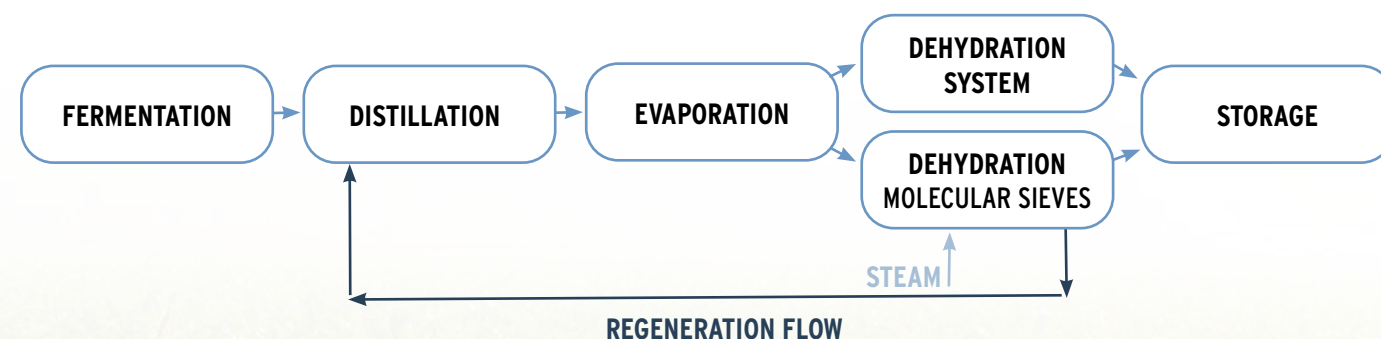 FERMENTATION
DISTILLATION
EVAPORATION
DEHYDRATION
SYSTEM
DEHYDRATION
MOLECULAR SIEVES
STORAGE
STEAM
REGENERATION FLOW